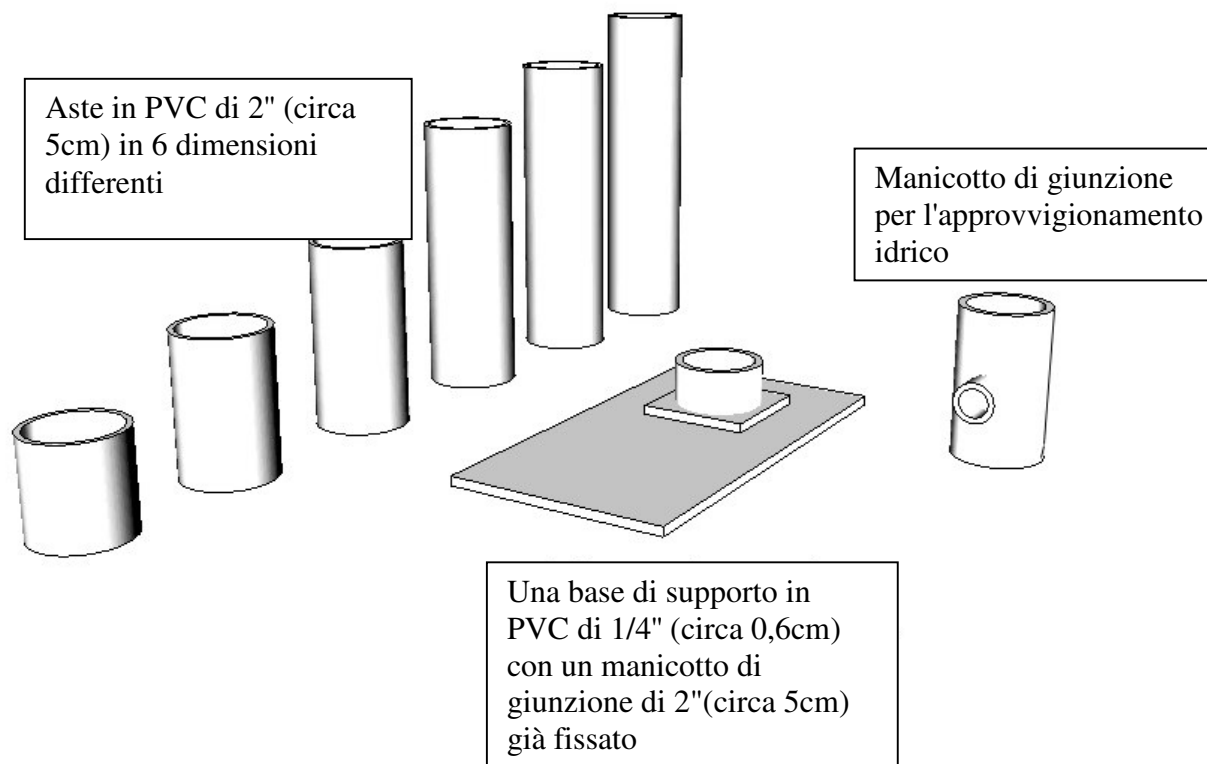 Aste in PVC di 2" (circa
5cm) in 6 dimensioni
differenti
Manicotto di giunzione
per l'approvvigionamento
idrico
Una base di supporto in
PVC di 1/4" (circa 0,6cm)
con un manicotto di
giunzione di 2"(circa 5cm)
già fissato